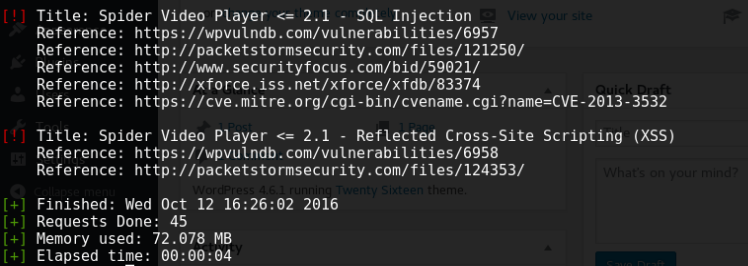 [!] Title: Spider Video Player <= 2.1 - SQL Injection
View your site
Reference: https://wpvulndb.com/vulnerabilities/6957
Reference: http://packetstormsecurity.com/files/121250/
Reference: http://www.securityfocus.com/bid/59021/
Reference: http://xforce.iss.net/xforce/xfdb/83374
Quick Draft
Reference: https://cve.mitre.org/cgi-bin/cvename.cgi?name=CVE-2013-3532
[!] Title: Spider Video Player <= 2.1 - Reflected Cross-Site Scripting (XSS)
Reference: https://wpvulndb.com/vulnerabilities/6958
Reference: http://packetstormsecurity.com/files/124353/
What's on your mind?
Collapse menu
WordPress 4.6.1 running Twenty Sixteen theme.
[+] Finished: Wed Oct 12 16:26:02 2016
[+] Requests Done: 45
[+] Memory used: 72.078 MB
Activity
[+] Elapsed time: 00:00:04
Save Draft